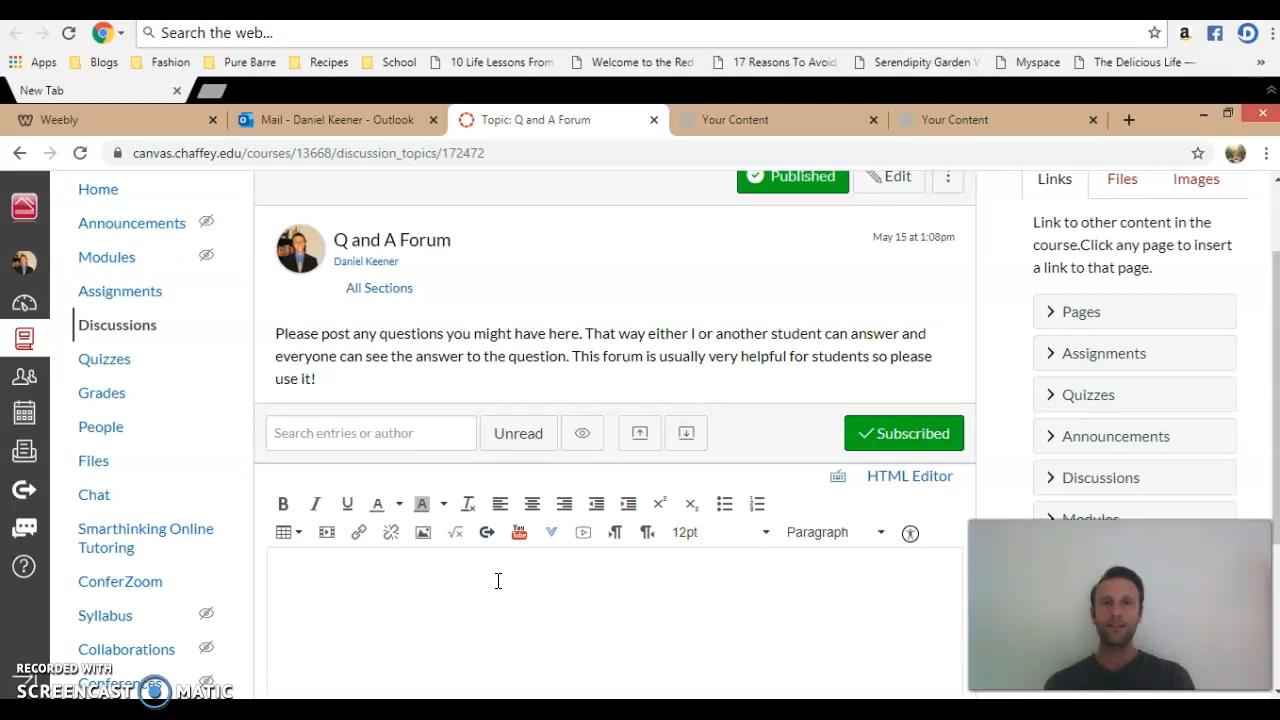 Search the web...
Apps Blogs Fashion Pure Barre Recipes School 10 Life Lessons From Welcome to the Red 17 Reasons To Avoid Serendipity Garden The Delicious Life — Myspace
New Tab
Weebly Mail - Daniel Keener - Outlook Topic: Q and A Forum Your Content Your Content
canvas.chaffey.edu/courses/13668/discussion_topics/172472
Home
Announcements
Modules
Assignments
Discussions
Quizzes
Grades
People
Files
Chat
Smarthinking Online
Tutoring
ConferZoom
Syllabus
Collaborations
Conferences
Published Edit
Q and A Forum
May 15 at 1:08pm
Daniel Keener
All Sections
Please post any questions you might have here. That way either I or another student can answer and
everyone can see the answer to the question. This forum is usually very helpful for students so please
use it!
Search entries or author Unread Subscribed
HTML Editor
B I U A A
You Tube 12pt Paragraph
Links Files Images
Link to other content in the
course.Click any page to insert
a link to that page.
Pages
Assignments
Quizzes
Announcements
Discussions
Modules
RECORDED WITH
SCREENCAST MATIC